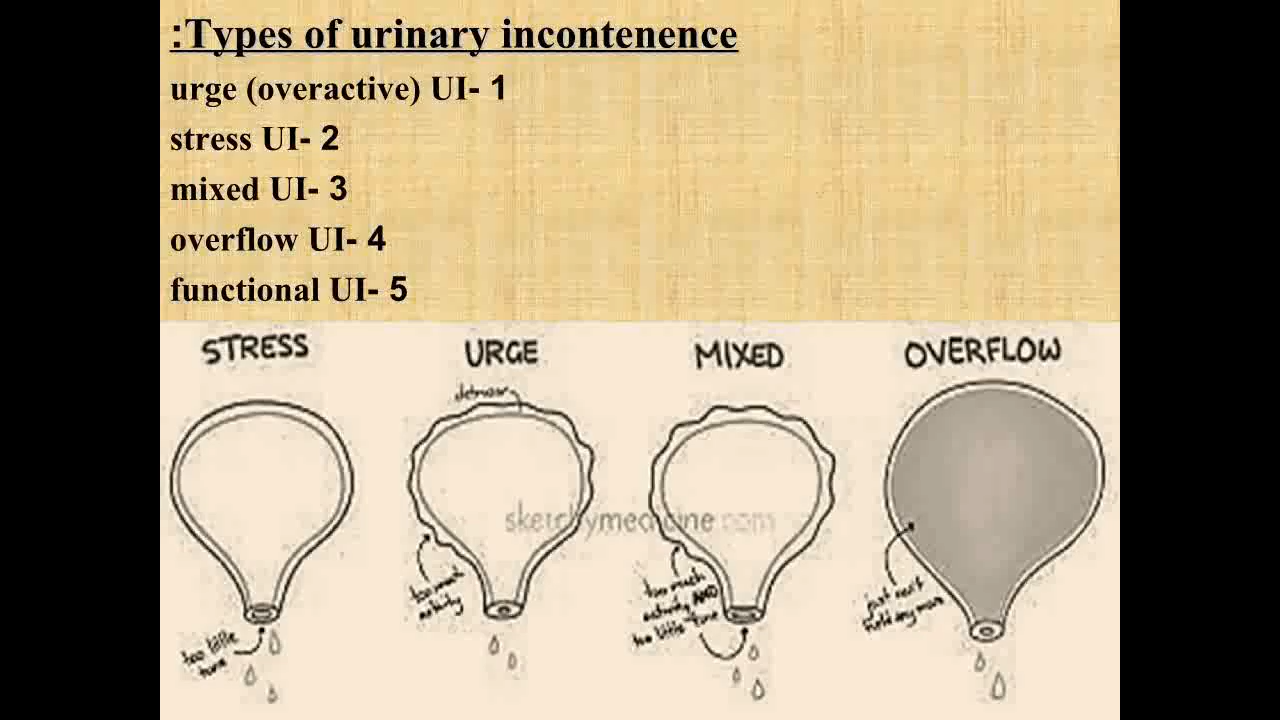 :Types of urinary incontenence
urge (overactive) UI- 1
stress UI- 2
mixed UI- 3
overflow UI- 4
functional UI- 5
STRESS
URGE
MIXED
OVERFLOW
detrusor
sketchymedicine.com
too much
activity
too much
activity AND
too little tone
just can't
hold any more
too little
tone